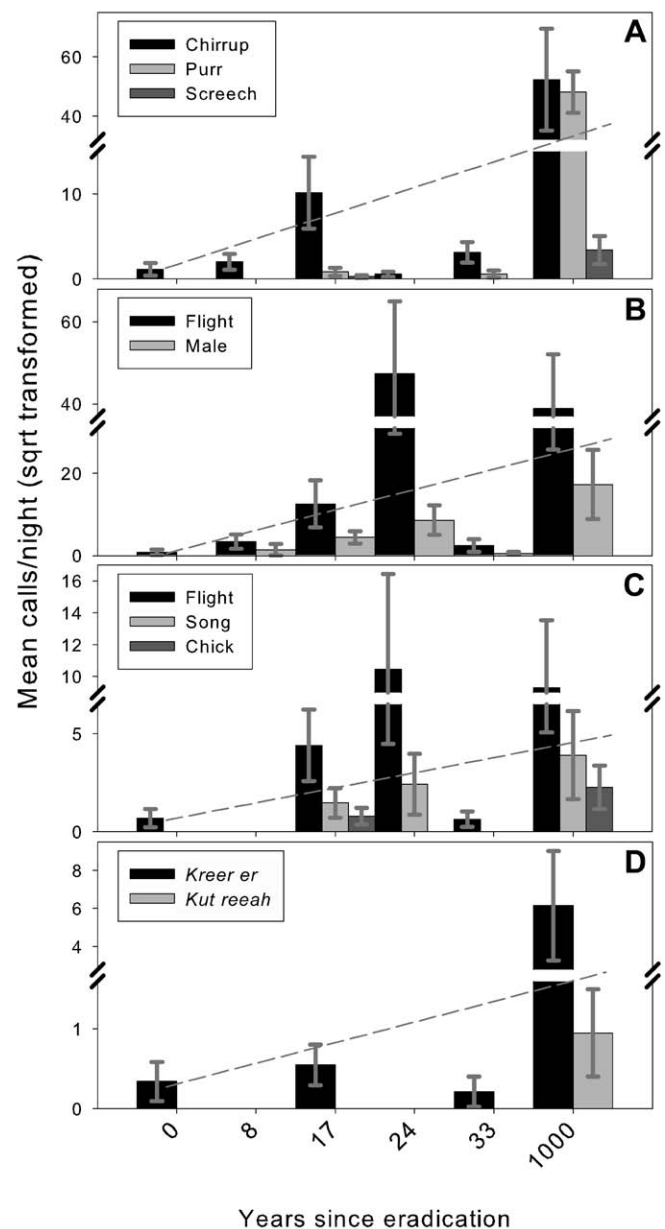 Mean calls/night (sqrt transformed)
A
Chirrup
Purr
Screech
60
40
10
0
B
Flight
Male
60
40
20
0
C
Flight
Song
Chick
16
14
12
10
5
0
D
Kreer er
Kut reeah
8
6
4
1
0
0
8
17
24
33
1000
Years since eradication